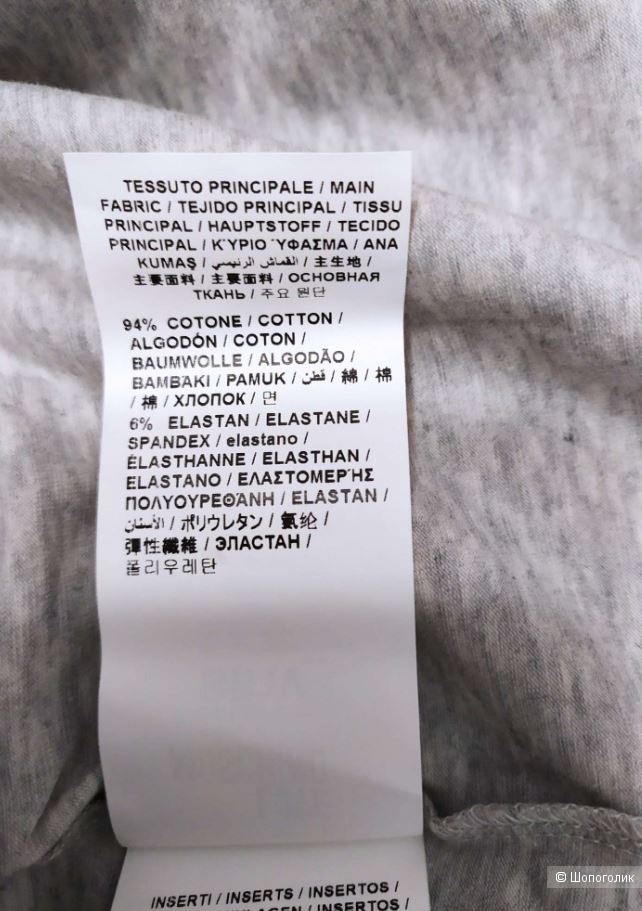 TESSUTO PRINCIPALE / MAIN
FABRIC / TEJIDO PRINCIPAL / TISSU
PRINCIPAL / HAUPTSTOFF / TECIDO
PRINCIPAL / ΚΎΡΙΟ ΎΦΑΣΜΑ / ANA
KUMAŞ / القماش الرئيسي / 主生地 /
主要面料 / 主要面料 / ОСНОВНАЯ
ТКАНЬ / 주요 원단
94% COTONE / COTTON /
ALGODÓN / COTON /
BAUMWOLLE / ALGODÃO /
ΒΑΜΒΑΚΙ / PAMUK / قطن / 綿 / 棉
/ 棉 / ХЛОПОК / 면
6% ELASTAN / ELASTANE /
SPANDEX / elastano /
ÉLASTHANNE / ELASTHAN /
ELASTANO / ΕΛΑΣΤΟΜΕΡΉΣ
ΠΟΛΥΟΥΡΕΘΆΝΗ / ELASTAN /
الأسنان / ポリウレタン / 氨纶 /
彈性纖維 / ЭЛАСТАН /
폴리우레탄
INSERTI / INSERTS / INSERTOS /
EINLAGEN / INSERTOS /
© Шопоголик